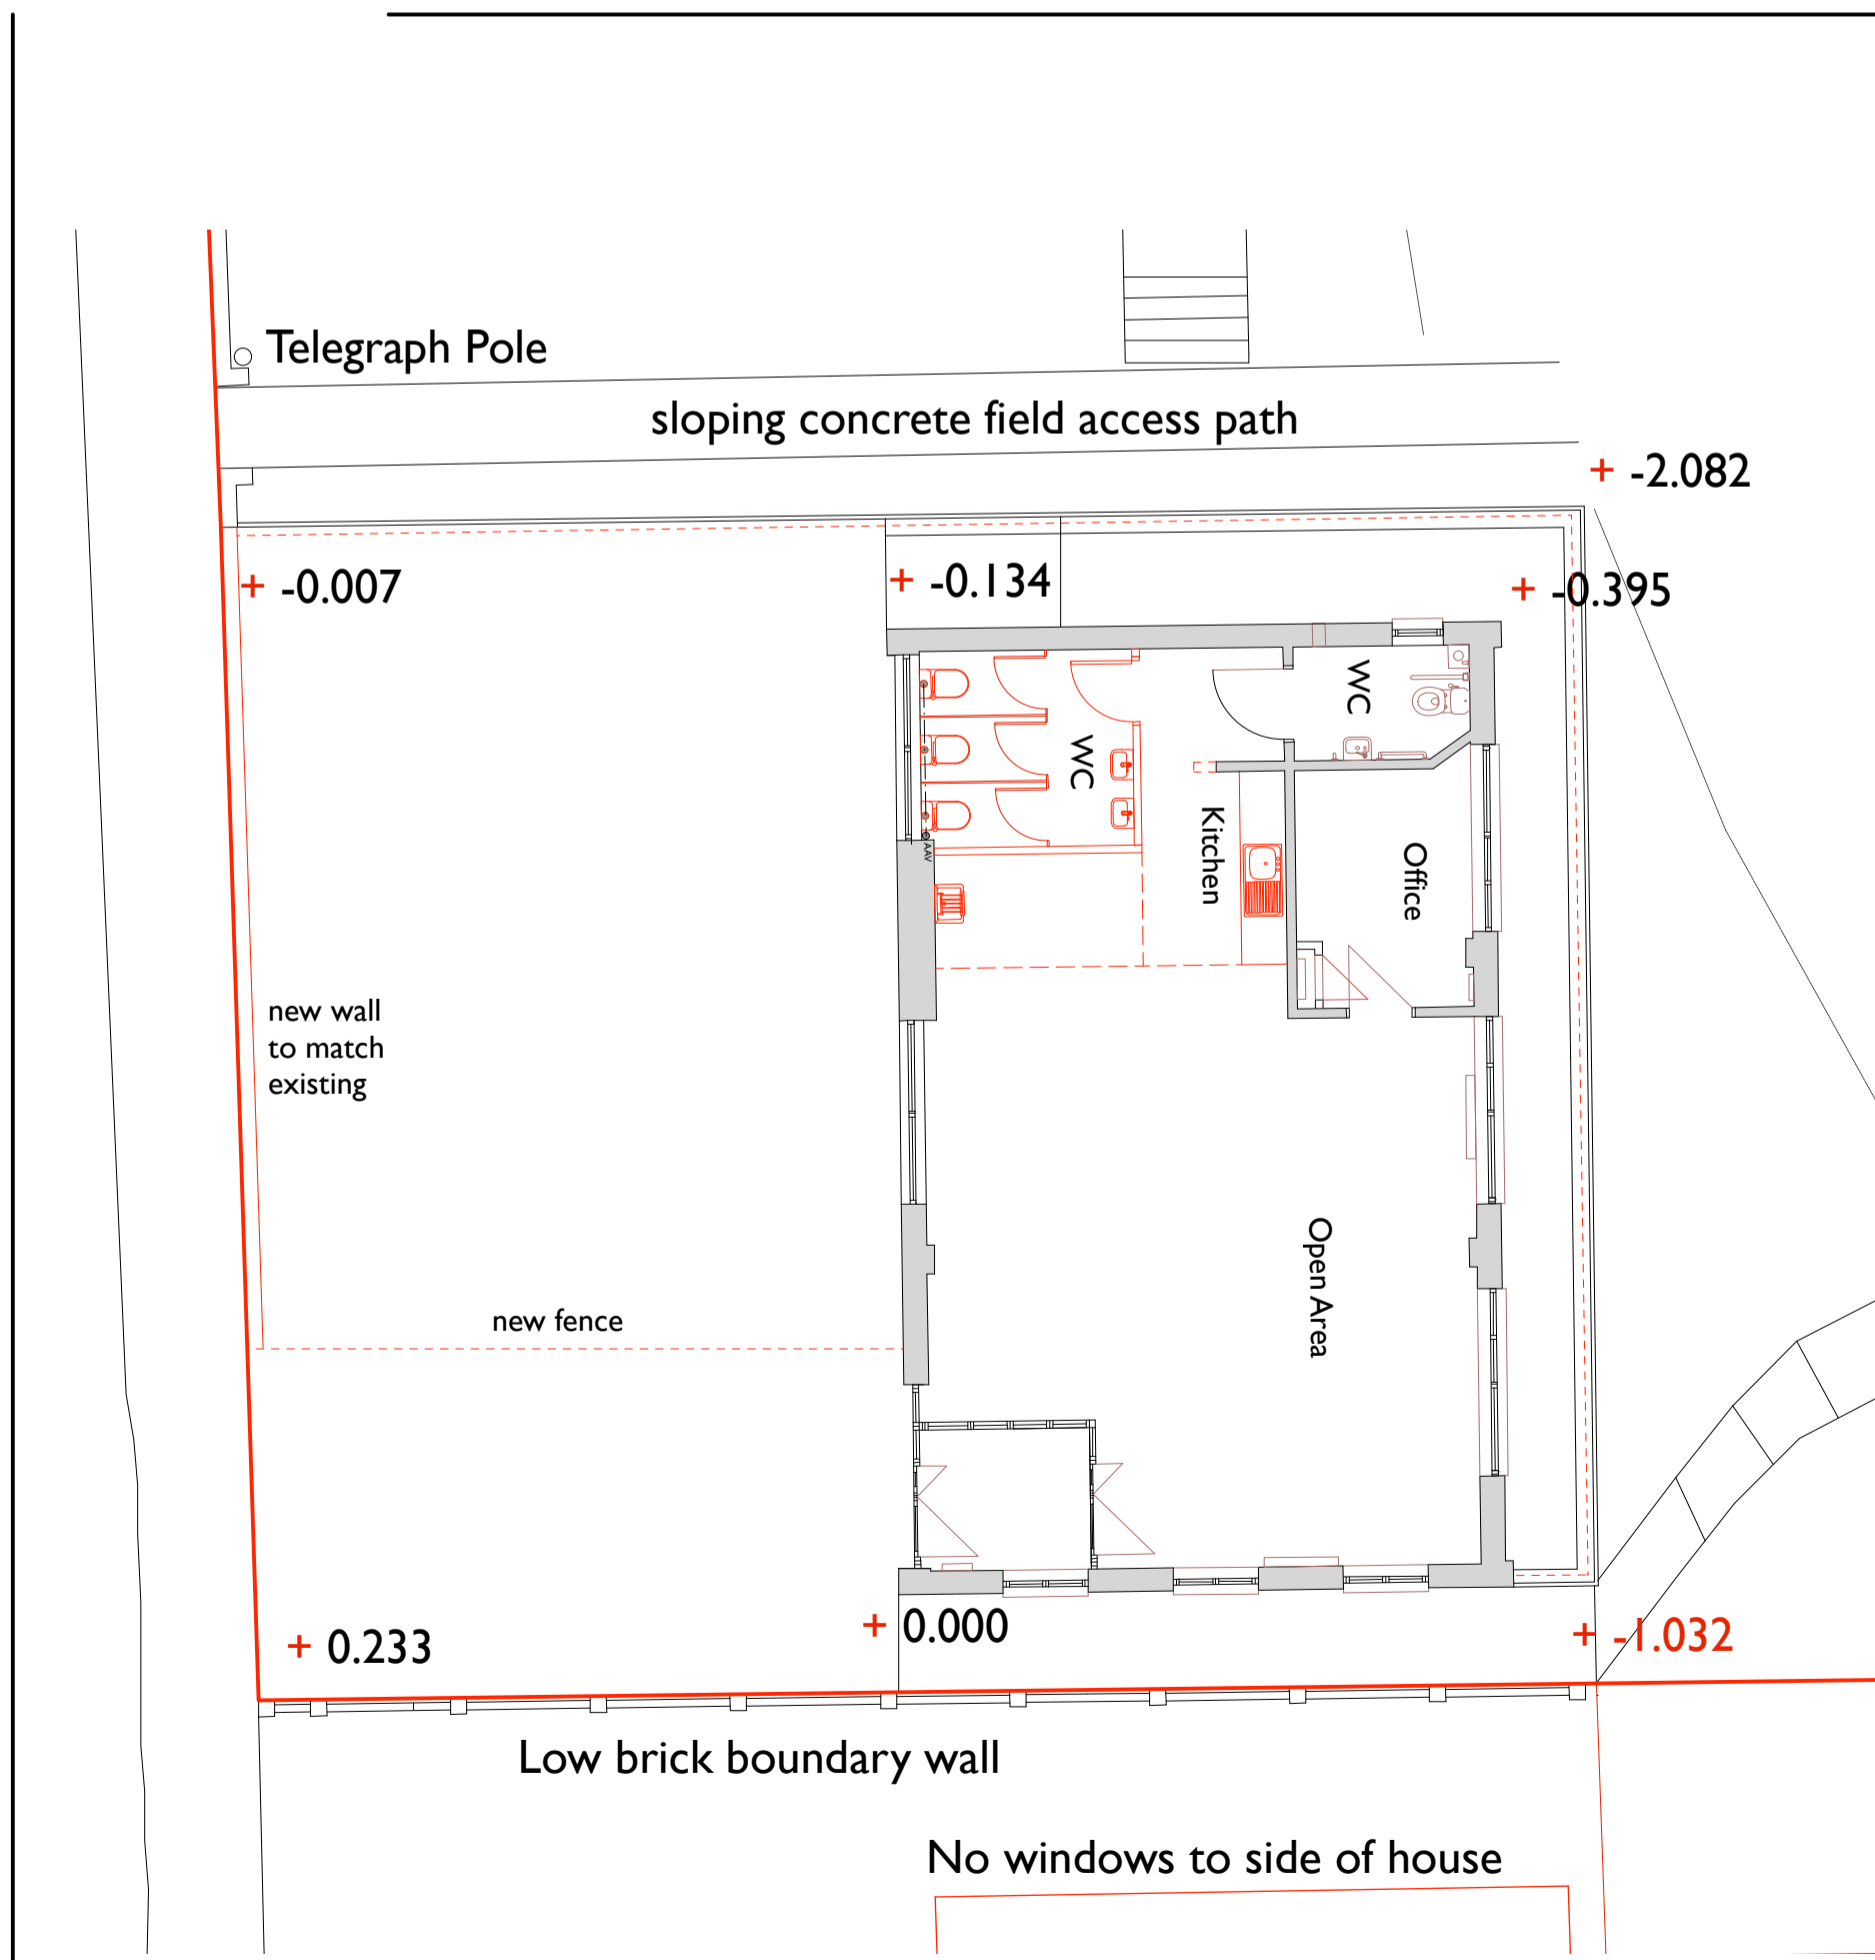 Telegraph Pole
sloping concrete field access path
+ -2.082
+ -0.007
+ -0.134
+ -0.395
WC
WC
AAV
Kitchen
Office
new wall
to match
existing
Open Area
new fence
+ 0.233
+ 0.000
+ -1.032
Low brick boundary wall
No windows to side of house